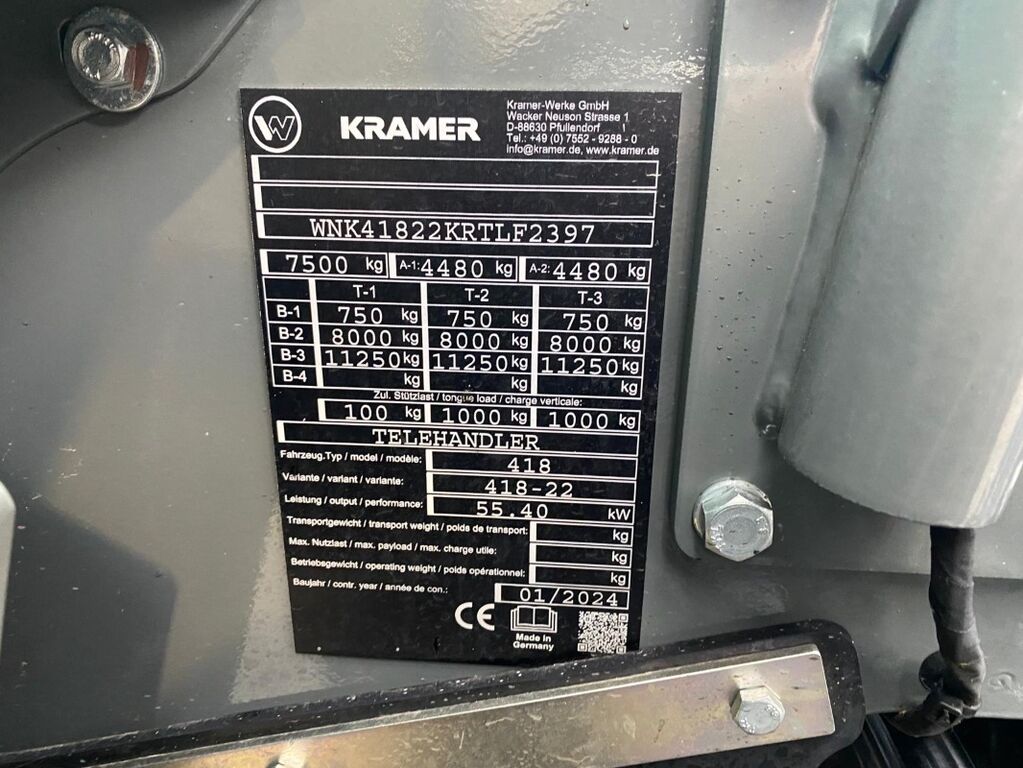 KRAMER
Kramer-Werke GmbH
Wacker Neuson Strasse 1
D-88630 Pfullendorf
Tel.: +49 (0) 7552 - 9288 - 0
info@kramer.de, www.kramer.de
WNK41822KRTLF2397
7500 kg A-1: 4480 kg A-2: 4480 kg
T-1 T-2 T-3
B-1 750 kg 750 kg 750 kg
B-2 8000 kg 8000 kg 8000 kg
B-3 11250 kg 11250 kg 11250 kg
B-4 kg kg kg
Zul. Stützlast / tongue load / charge verticale:
100 kg 1000 kg 1000 kg
TELEHANDLER
Fahrzeug.Typ / model / modèle: 418
Variante / variant / variante: 418-22
Leistung / output / performance: 55.40 kW
Transportgewicht / transport weight / poids de transport: kg
Max. Nutzlast / max. payload / max. charge utile: kg
Betriebsgewicht / operating weight / poids opérationnel: kg
Baujahr / contr. year / année de con.: 01/2024
CE
Made in
Germany